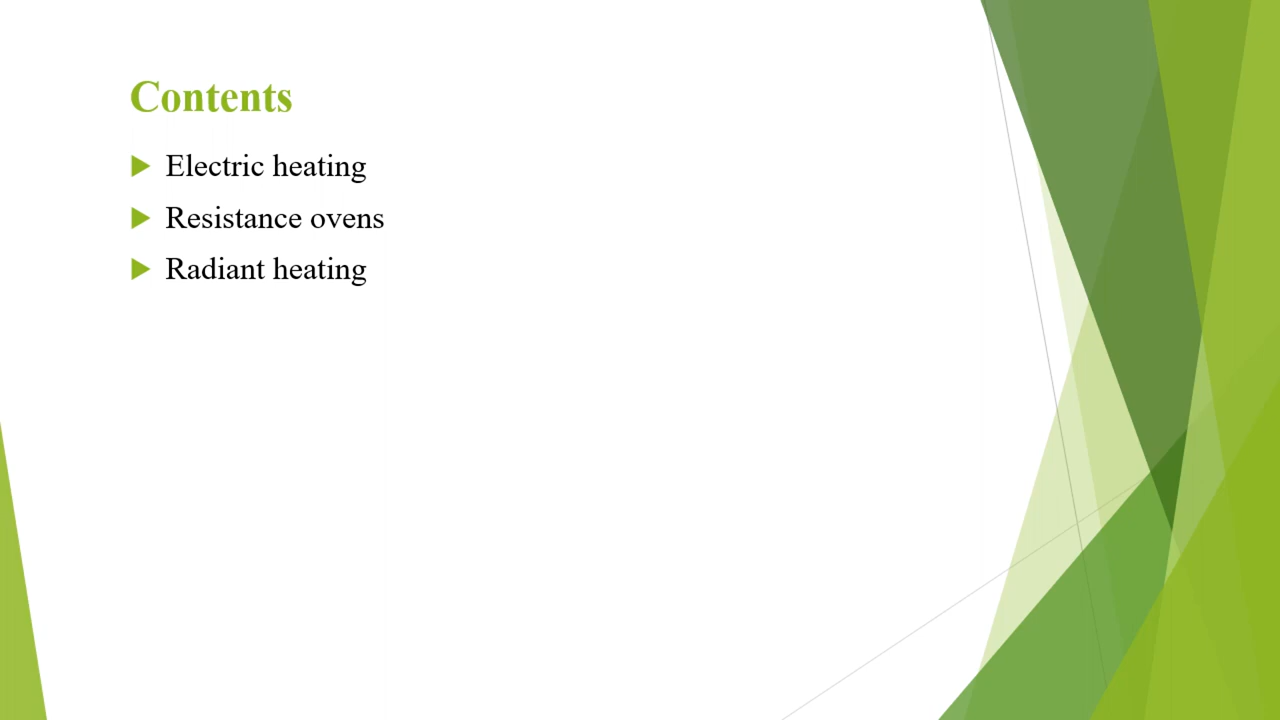 Contents
Electric heating
Resistance ovens
Radiant heating